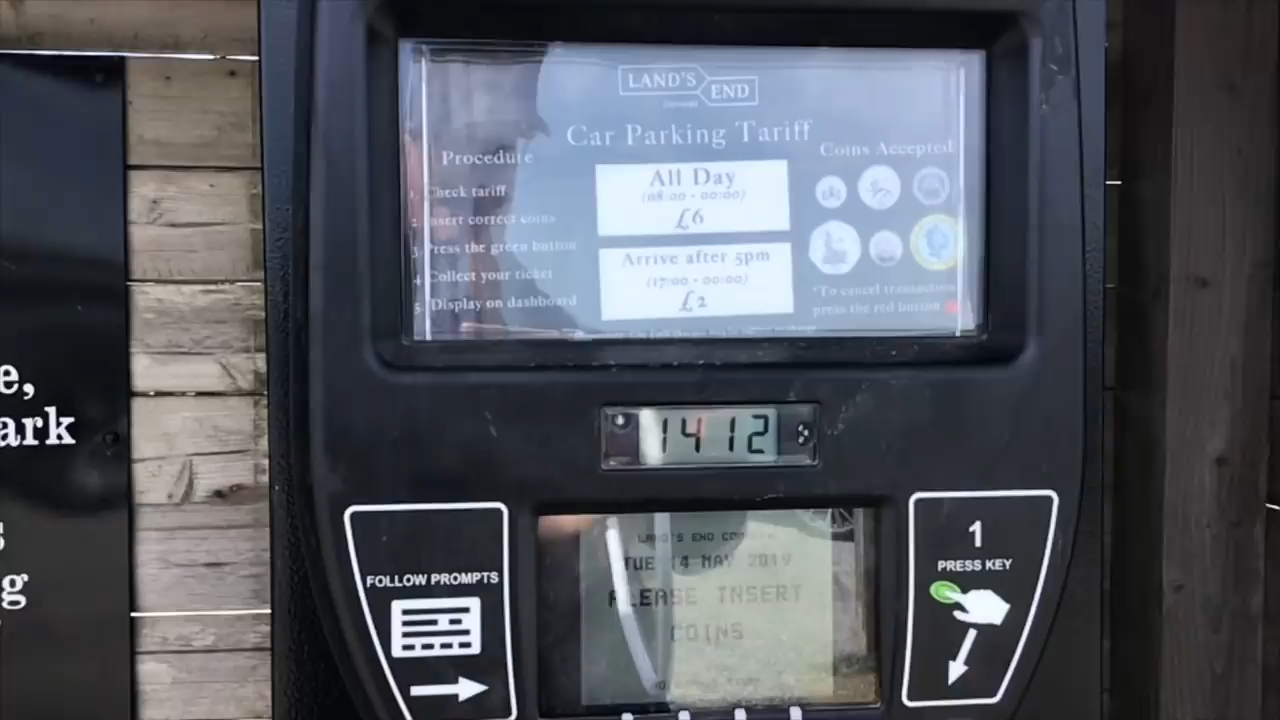 LAND'S END
Car Parking Tariff
Procedure
1. Check tariff
2. Insert correct coins
3. Press the green button
4. Collect your ticket
5. Display on dashboard
All Day
(08:00 - 00:00)
£6
Arrive after 5pm
(17:00 - 00:00)
£2
Coins Accepted
*To cancel transaction
press the red button
e,
ark
s
g
1412
FOLLOW PROMPTS
LAND'S END
TUE 14 MAY 2019
PLEASE INSERT
COINS
1
PRESS KEY